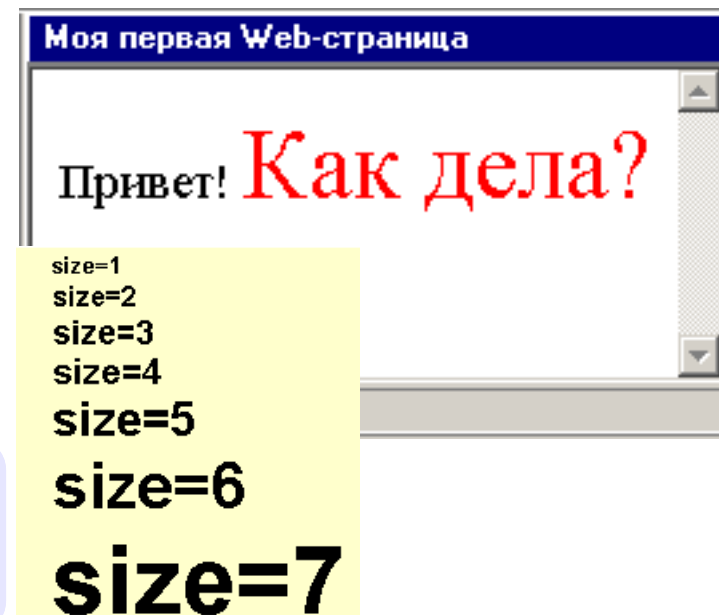 Моя первая Web-страница
Привет! Как дела?
size=1
size=2
size=3
size=4
size=5
size=6
size=7